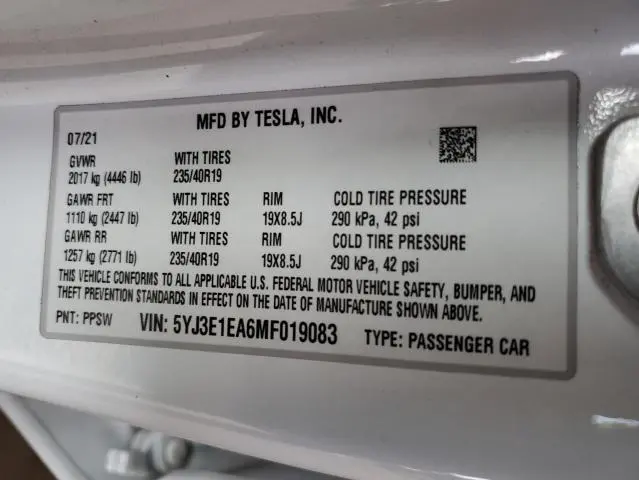 MFD BY TESLA, INC.
07/21
GVWR WITH TIRES
2017 kg (4446 lb) 235/40R19
GAWR FRT WITH TIRES RIM COLD TIRE PRESSURE
1110 kg (2447 lb) 235/40R19 19X8.5J 290 kPa, 42 psi
GAWR RR WITH TIRES RIM COLD TIRE PRESSURE
1257 kg (2771 lb) 235/40R19 19X8.5J 290 kPa, 42 psi
THIS VEHICLE CONFORMS TO ALL APPLICABLE U.S. FEDERAL MOTOR VEHICLE SAFETY, BUMPER, AND
THEFT PREVENTION STANDARDS IN EFFECT ON THE DATE OF MANUFACTURE SHOWN ABOVE.
PNT: PPSW VIN: 5YJ3E1EA6MF019083 TYPE: PASSENGER CAR